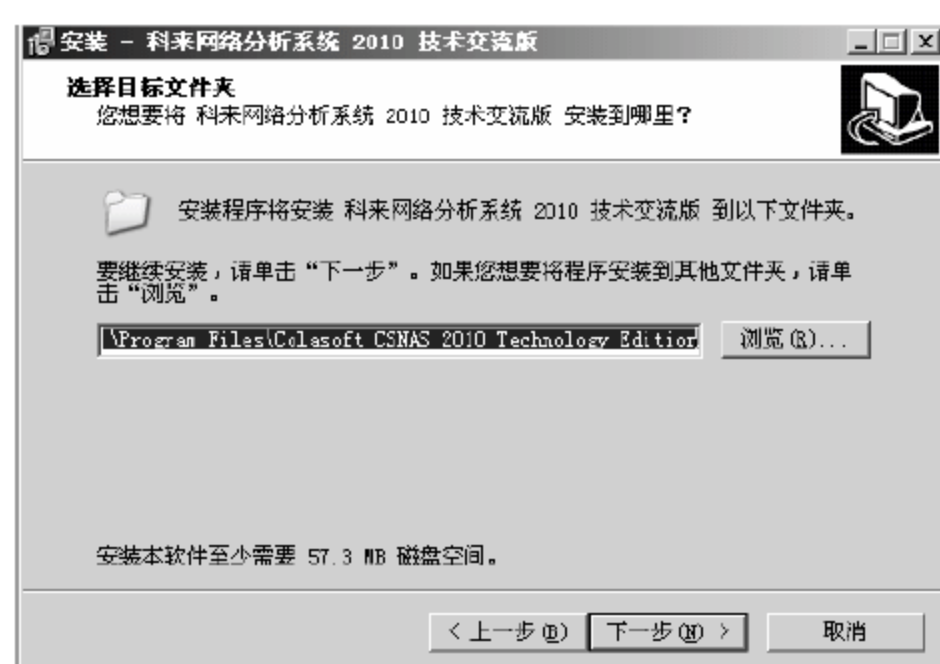 安装 - 科来网络分析系统 2010 技术交流版
选择目标文件夹
您想要将 科来网络分析系统 2010 技术交流版 安装到哪里?
安装程序将安装 科来网络分析系统 2010 技术交流版 到以下文件夹。
要继续安装,请单击“下一步”。如果您想要将程序安装到其他文件夹,请单
击“浏览”。
\Program Files\Colasoft CSNAS 2010 Technology Edition
浏览(R)...
安装本软件至少需要 57.3 MB 磁盘空间。
< 上一步(B)
下一步(N) >
取消